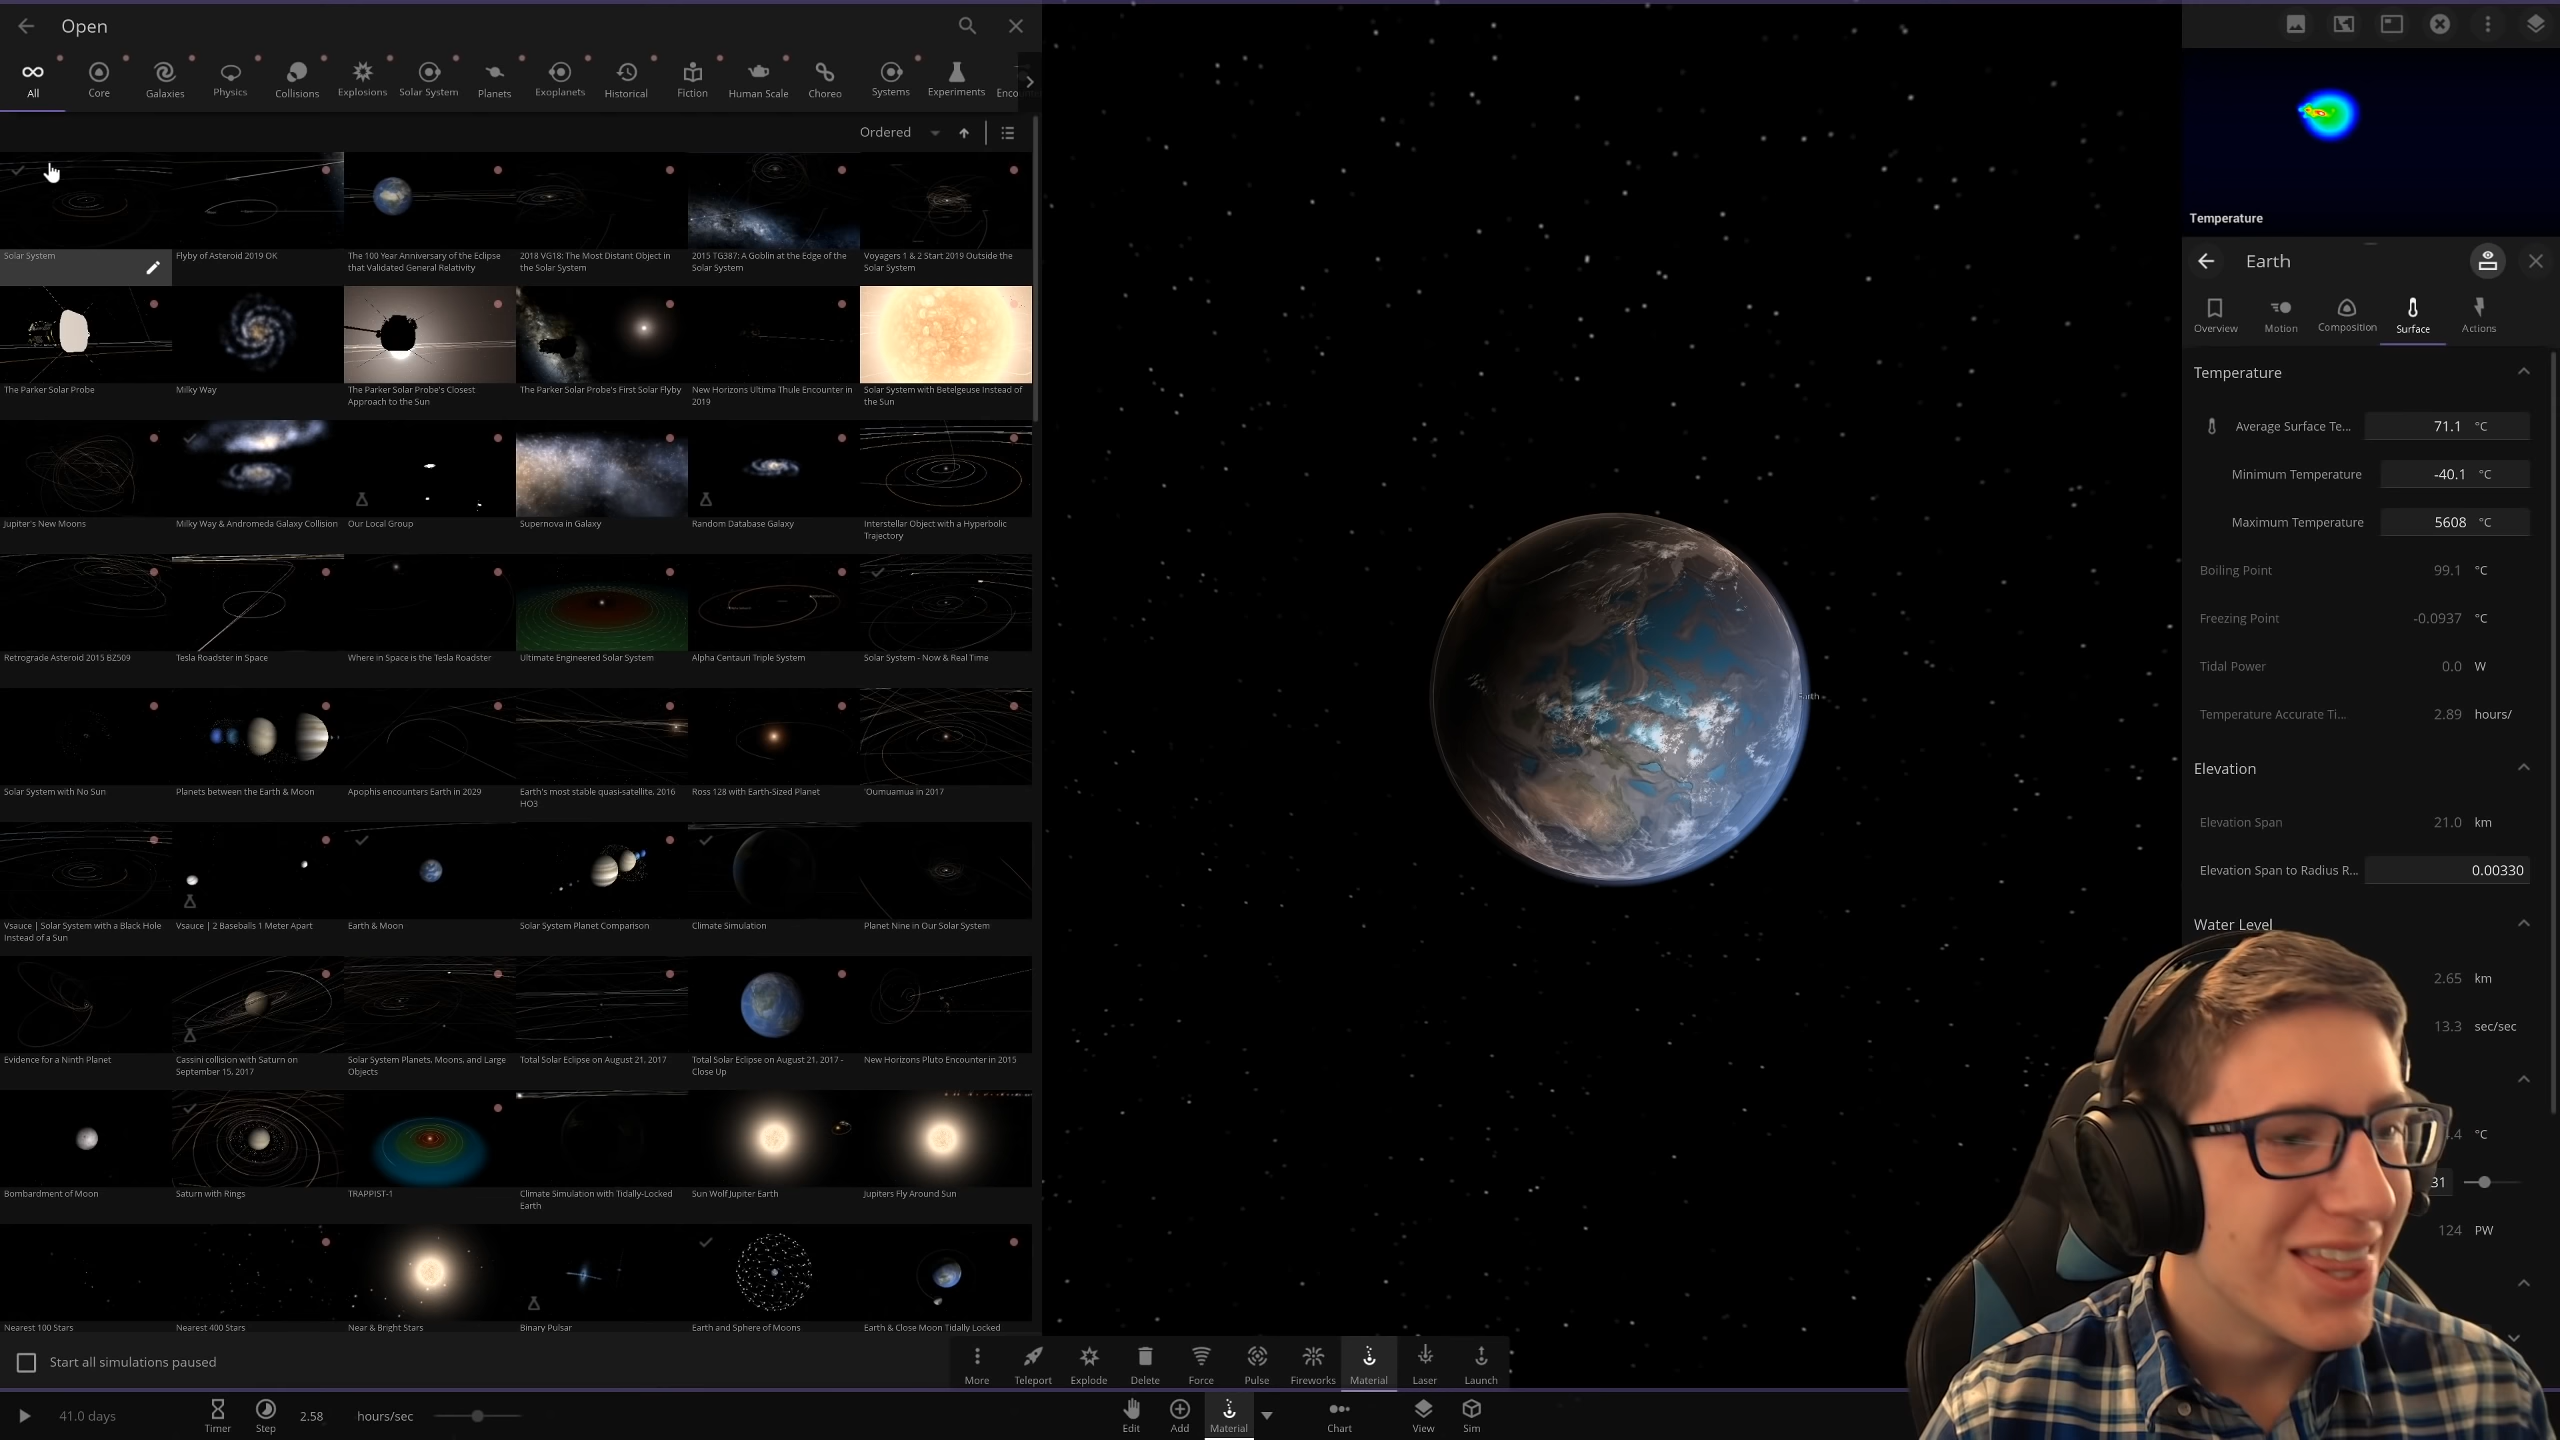 Open
All
Core
Galaxies
Physics
Collisions
Explosions
Solar System
Planets
Exoplanets
Historical
Fiction
Human Scale
Choreo
Systems
Experiments
Enco
Ordered
Solar System
Flyby of Asteroid 2019 OK
The 100 Year Anniversary of the Eclipse
that Validated General Relativity
2018 VG18: The Most Distant Object in
the Solar System
2015 TG387: A Goblin at the Edge of the
Solar System
Voyagers 1 & 2 Start 2019 Outside the
Solar System
The Parker Solar Probe
Milky Way
The Parker Solar Probe's Closest
Approach to the Sun
The Parker Solar Probe's First Solar Flyby
New Horizons Ultima Thule Encounter in
2019
Solar System with Betelgeuse Instead of
the Sun
Jupiter's New Moons
Milky Way & Andromeda Galaxy Collision
Our Local Group
Supernova in Galaxy
Random Database Galaxy
Interstellar Object with a Hyperbolic
Trajectory
Retrograde Asteroid 2015 BZ509
Tesla Roadster in Space
Where in Space is the Tesla Roadster
Ultimate Engineered Solar System
Alpha Centauri Triple System
Solar System - Now & Real Time
Solar System with No Sun
Planets between the Earth & Moon
Apophis encounters Earth in 2029
Earth's most stable quasi-satellite, 2016
HO3
Ross 128 with Earth-Sized Planet
'Oumuamua in 2017
Vsauce | Solar System with a Black Hole
Instead of a Sun
Vsauce | 2 Baseballs 1 Meter Apart
Earth & Moon
Solar System Planet Comparison
Climate Simulation
Planet Nine in Our Solar System
Evidence for a Ninth Planet
Cassini collision with Saturn on
September 15, 2017
Solar System Planets, Moons, and Large
Objects
Total Solar Eclipse on August 21, 2017
Total Solar Eclipse on August 21, 2017 -
Close Up
New Horizons Pluto Encounter in 2015
Bombardment of Moon
Saturn with Rings
TRAPPIST-1
Climate Simulation with Tidally-Locked
Earth
Sun Wolf Jupiter Earth
Jupiters Fly Around Sun
Nearest 100 Stars
Nearest 400 Stars
Near & Bright Stars
Binary Pulsar
Earth and Sphere of Moons
Earth & Close Moon Tidally Locked
Start all simulations paused
41.0 days
Timer
Step
2.58 hours/sec
More
Teleport
Explode
Delete
Force
Pulse
Fireworks
Material
Laser
Launch
Edit
Add
Material
Chart
View
Sim
Temperature
Earth
Overview
Motion
Composition
Surface
Actions
Temperature
Average Surface Te... 71.1 °C
Minimum Temperature -40.1 °C
Maximum Temperature 5608 °C
Boiling Point 99.1 °C
Freezing Point -0.0937 °C
Tidal Power 0.0 W
Temperature Accurate Ti... 2.89 hours/
Elevation
Elevation Span 21.0 km
Elevation Span to Radius R... 0.00330
Water Level
2.65 km
13.3 sec/sec
.4 °C
31
124 PW